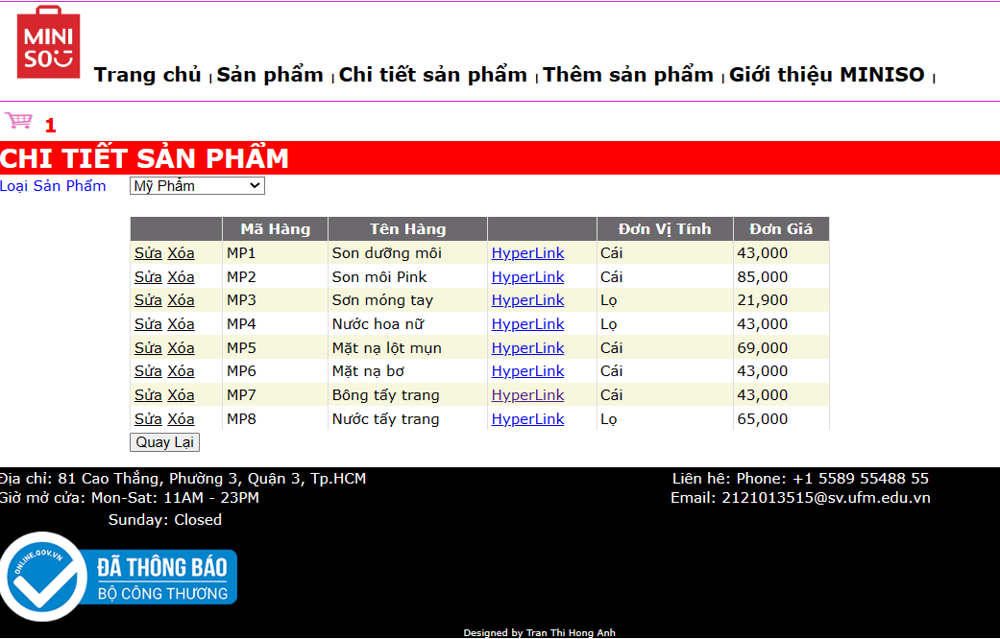 MINI
SO
Trang chủ | Sản phẩm | Chi tiết sản phẩm | Thêm sản phẩm | Giới thiệu MINISO |
1
CHI TIẾT SẢN PHẨM
Loại Sản Phẩm Mỹ Phẩm
Mã Hàng Tên Hàng Đơn Vị Tính Đơn Giá
Sửa Xóa MP1 Son dưỡng môi HyperLink Cái 43,000
Sửa Xóa MP2 Son môi Pink HyperLink Cái 85,000
Sửa Xóa MP3 Sơn móng tay HyperLink Lọ 21,900
Sửa Xóa MP4 Nước hoa nữ HyperLink Lọ 43,000
Sửa Xóa MP5 Mặt nạ lột mụn HyperLink Cái 69,000
Sửa Xóa MP6 Mặt nạ bơ HyperLink Cái 43,000
Sửa Xóa MP7 Bông tẩy trang HyperLink Cái 43,000
Sửa Xóa MP8 Nước tẩy trang HyperLink Lọ 65,000
Quay Lại
Địa chỉ: 81 Cao Thắng, Phường 3, Quận 3, Tp.HCM Liên hê: Phone: +1 5589 55488 55
Giờ mở cửa: Mon-Sat: 11AM - 23PM Email: 2121013515@sv.ufm.edu.vn
Sunday: Closed
ONLINE.GOV.VN
ĐÃ THÔNG BÁO
BỘ CÔNG THƯƠNG
Designed by Tran Thi Hong Anh